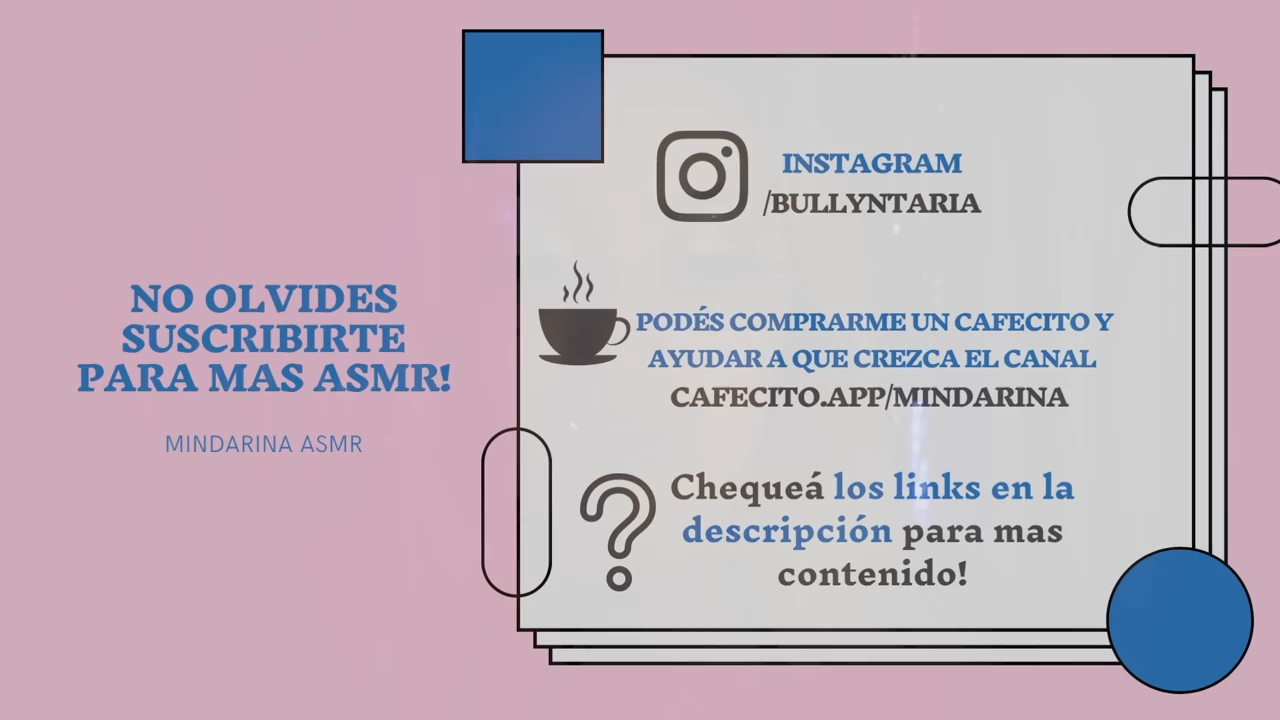 NO OLVIDES
SUSCRIBIRTE
PARA MAS ASMR!
MINDARINA ASMR
INSTAGRAM
/BULLYNTARIA
PODÉS COMPRARME UN CAFECITO Y
AYUDAR A QUE CREZCA EL CANAL
CAFECITO.APP/MINDARINA
Chequeá los links en la
descripción para mas
contenido!